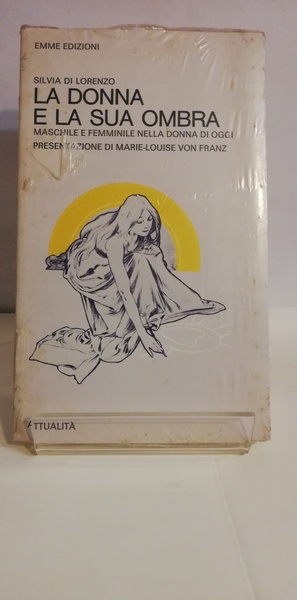 EMME EDIZIONI
SILVIA DI LORENZO
LA DONNA
E LA SUA OMBRA
MASCHILE E FEMMINILE NELLA DONNA DI OGGI
PRESENTAZIONE DI MARIE-LOUISE VON FRANZ
ATTUALITÀ